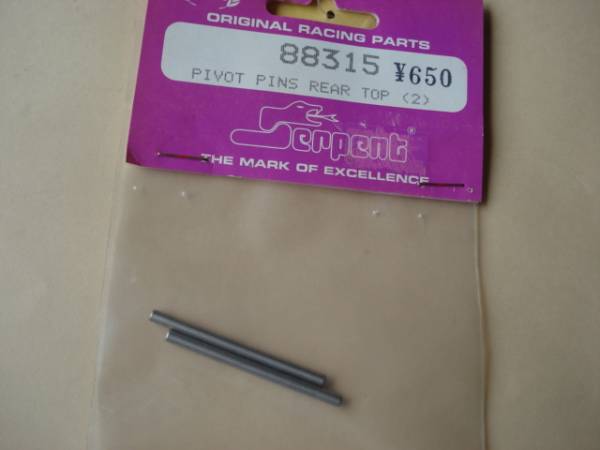 ORIGINAL RACING PARTS
88315 ¥650
PIVOT PINS REAR TOP (2)
Serpent®
THE MARK OF EXCELLENCE